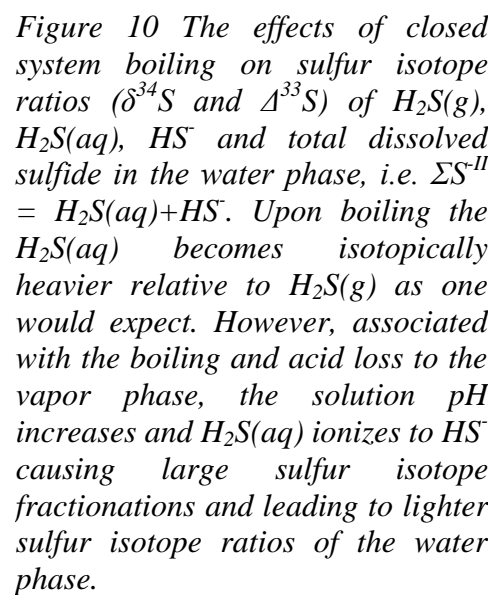 Figure 10 The effects of closed
system boiling on sulfur isotope
ratios (δ³⁴S and Δ³³S) of H₂S(g),
H₂S(aq), HS⁻ and total dissolved
sulfide in the water phase, i.e. ΣS⁻ᴵᴵ
= H₂S(aq)+HS⁻. Upon boiling the
H₂S(aq) becomes isotopically
heavier relative to H₂S(g) as one
would expect. However, associated
with the boiling and acid loss to the
vapor phase, the solution pH
increases and H₂S(aq) ionizes to HS⁻
causing large sulfur isotope
fractionations and leading to lighter
sulfur isotope ratios of the water
phase.